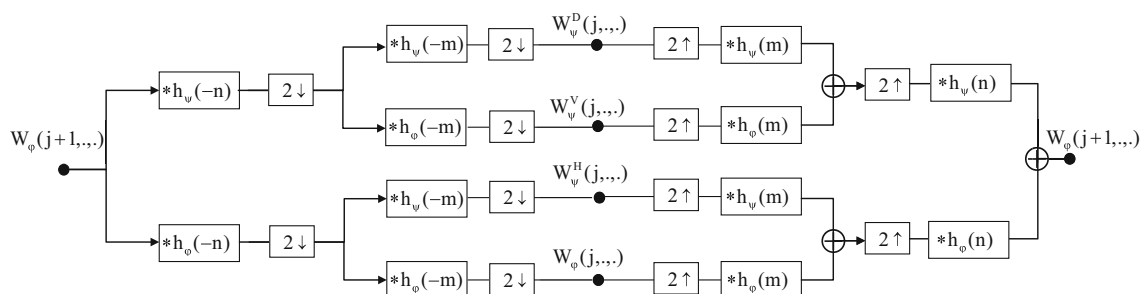 *h_ψ(−m) 2↓ W_ψ^D(j,.,.) 2↑ *h_ψ(m)
*h_ψ(−n) 2↓ 2↑ *h_ψ(n)
*h_φ(−m) 2↓ W_ψ^V(j,.,.) 2↑ *h_φ(m)
W_φ(j+1,.,.) W_φ(j+1,.,.)
*h_ψ(−m) 2↓ W_ψ^H(j,.,.) 2↑ *h_ψ(m)
*h_φ(−n) 2↓ 2↑ *h_φ(n)
*h_φ(−m) 2↓ W_φ(j,.,.) 2↑ *h_φ(m)